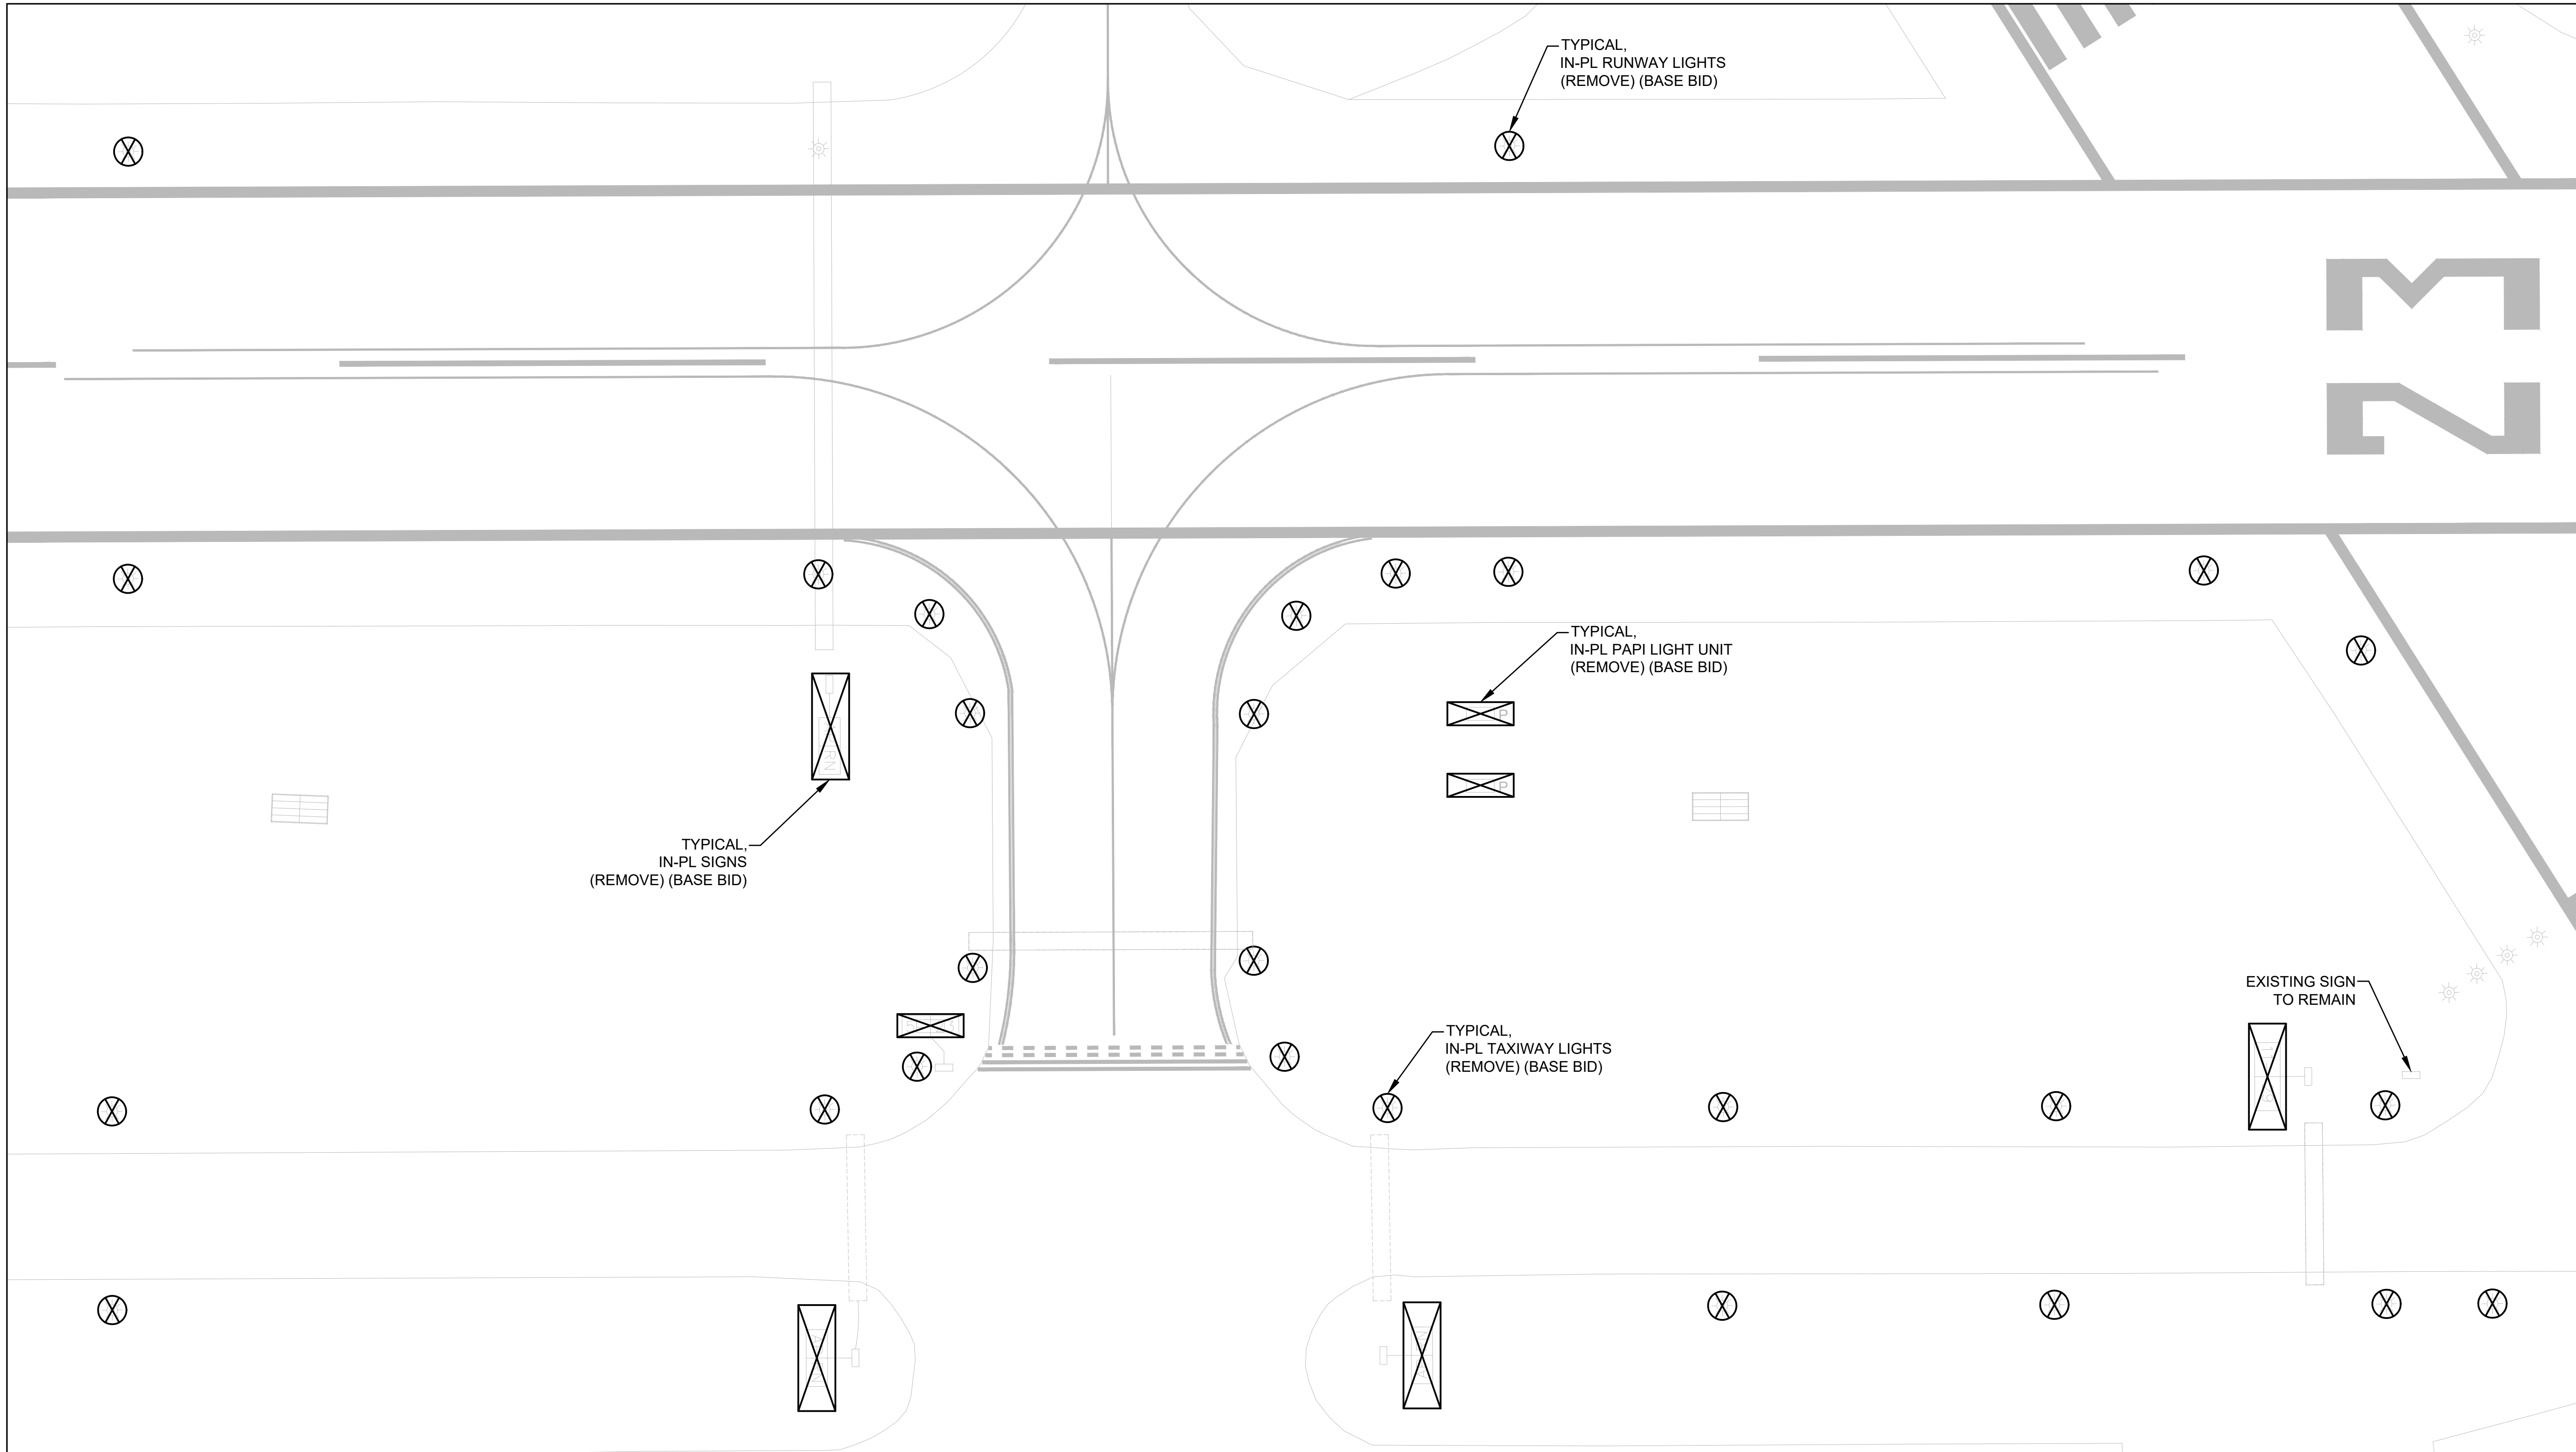 TYPICAL,
IN-PL RUNWAY LIGHTS
(REMOVE) (BASE BID)
23
TYPICAL,
IN-PL PAPI LIGHT UNIT
(REMOVE) (BASE BID)
P
P
TYPICAL,
IN-PL SIGNS
(REMOVE) (BASE BID)
EXISTING SIGN
TO REMAIN
TYPICAL,
IN-PL TAXIWAY LIGHTS
(REMOVE) (BASE BID)